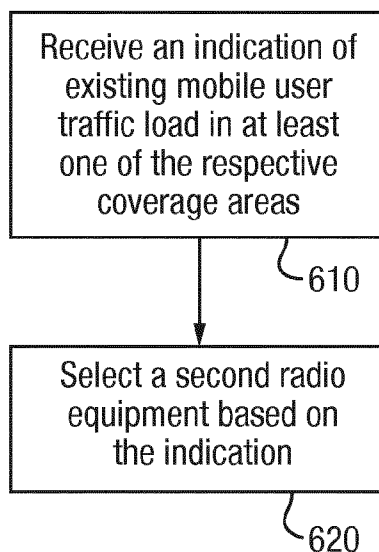 Receive an indication of
existing mobile user
traffic load in at least
one of the respective
coverage areas
610
Select a second radio
equipment based on
the indication
620